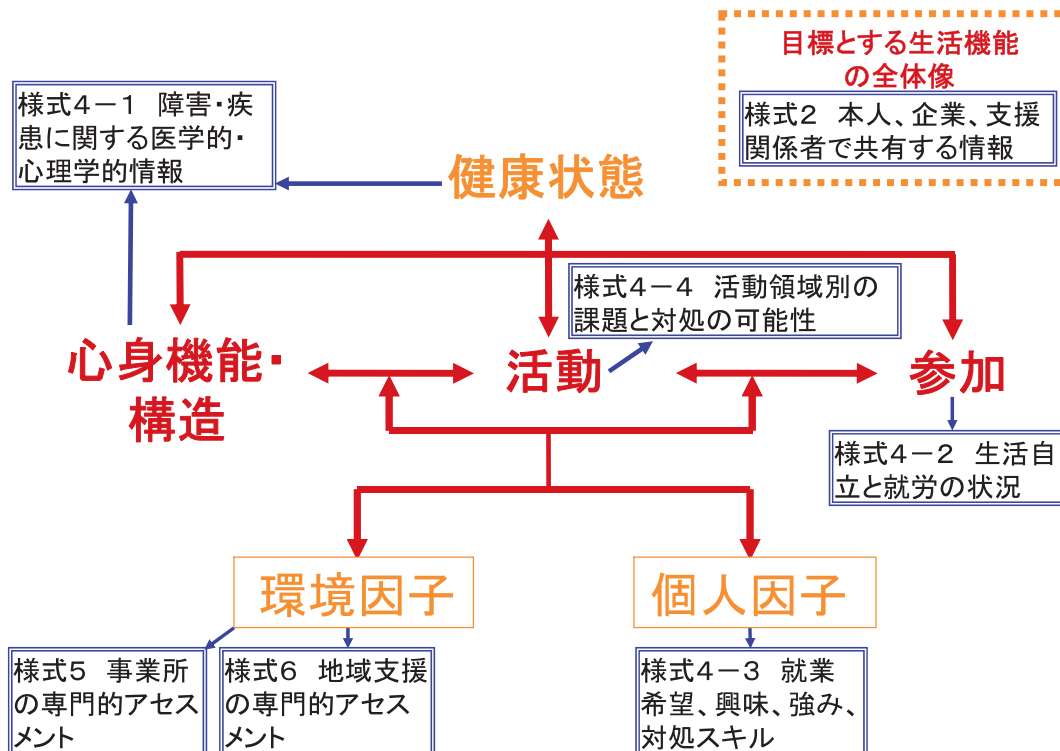 目標とする生活機能
の全体像
様式2 本人、企業、支援
関係者で共有する情報
様式4－1 障害・疾
患に関する医学的・
心理学的情報
健康状態
様式4－4 活動領域別の
課題と対処の可能性
心身機能・
構造
活動
参加
様式4－2 生活自
立と就労の状況
環境因子
個人因子
様式5 事業所
の専門的アセス
メント
様式6 地域支援
の専門的アセス
メント
様式4－3 就業
希望、興味、強み、
対処スキル